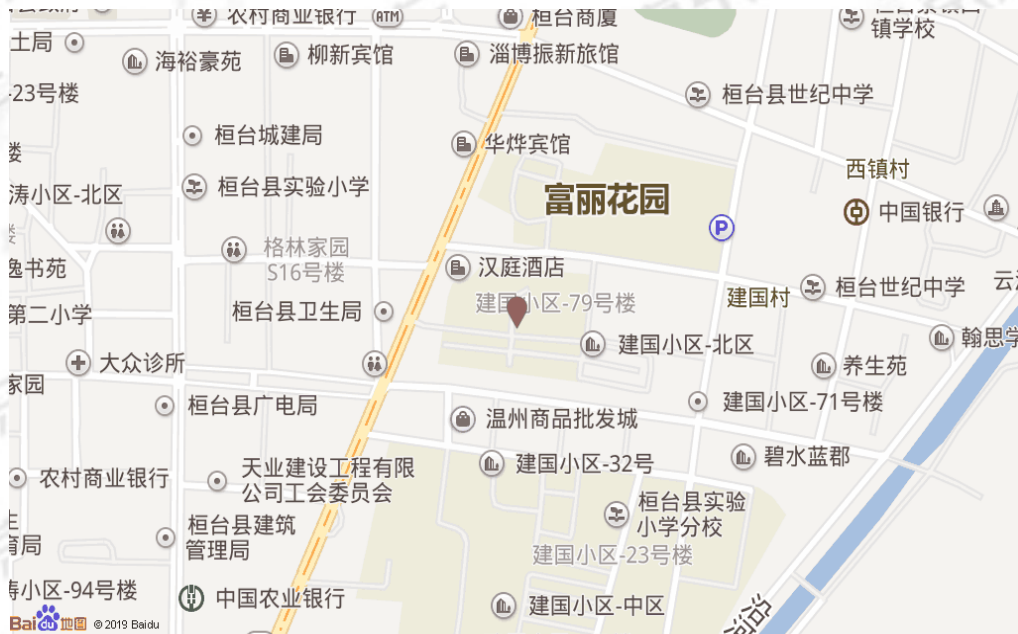 农村商业银行
ATM
桓台商厦
镇学校
土局
海裕豪苑
柳新宾馆
淄博振新旅馆
-23号楼
桓台县世纪中学
桓台城建局
华烨宾馆
楼
桓台县实验小学
涛小区-北区
富丽花园
西镇村
中国银行
P
楼
格林家园
S16号楼
逸书苑
汉庭酒店
建国小区-79号楼
建国村
桓台世纪中学
第二小学
桓台县卫生局
建国小区-北区
大众诊所
养生苑
家园
桓台县广电局
建国小区-71号楼
温州商品批发城
碧水蓝郡
农村商业银行
天业建设工程有限
公司工会委员会
建国小区-32号
桓台县实验
小学分校
桓台县建筑
管理局
育局
建国小区-23号楼
涛小区-94号楼
中国农业银行
建国小区-中区
Bai du 地图
© 2019 Baidu